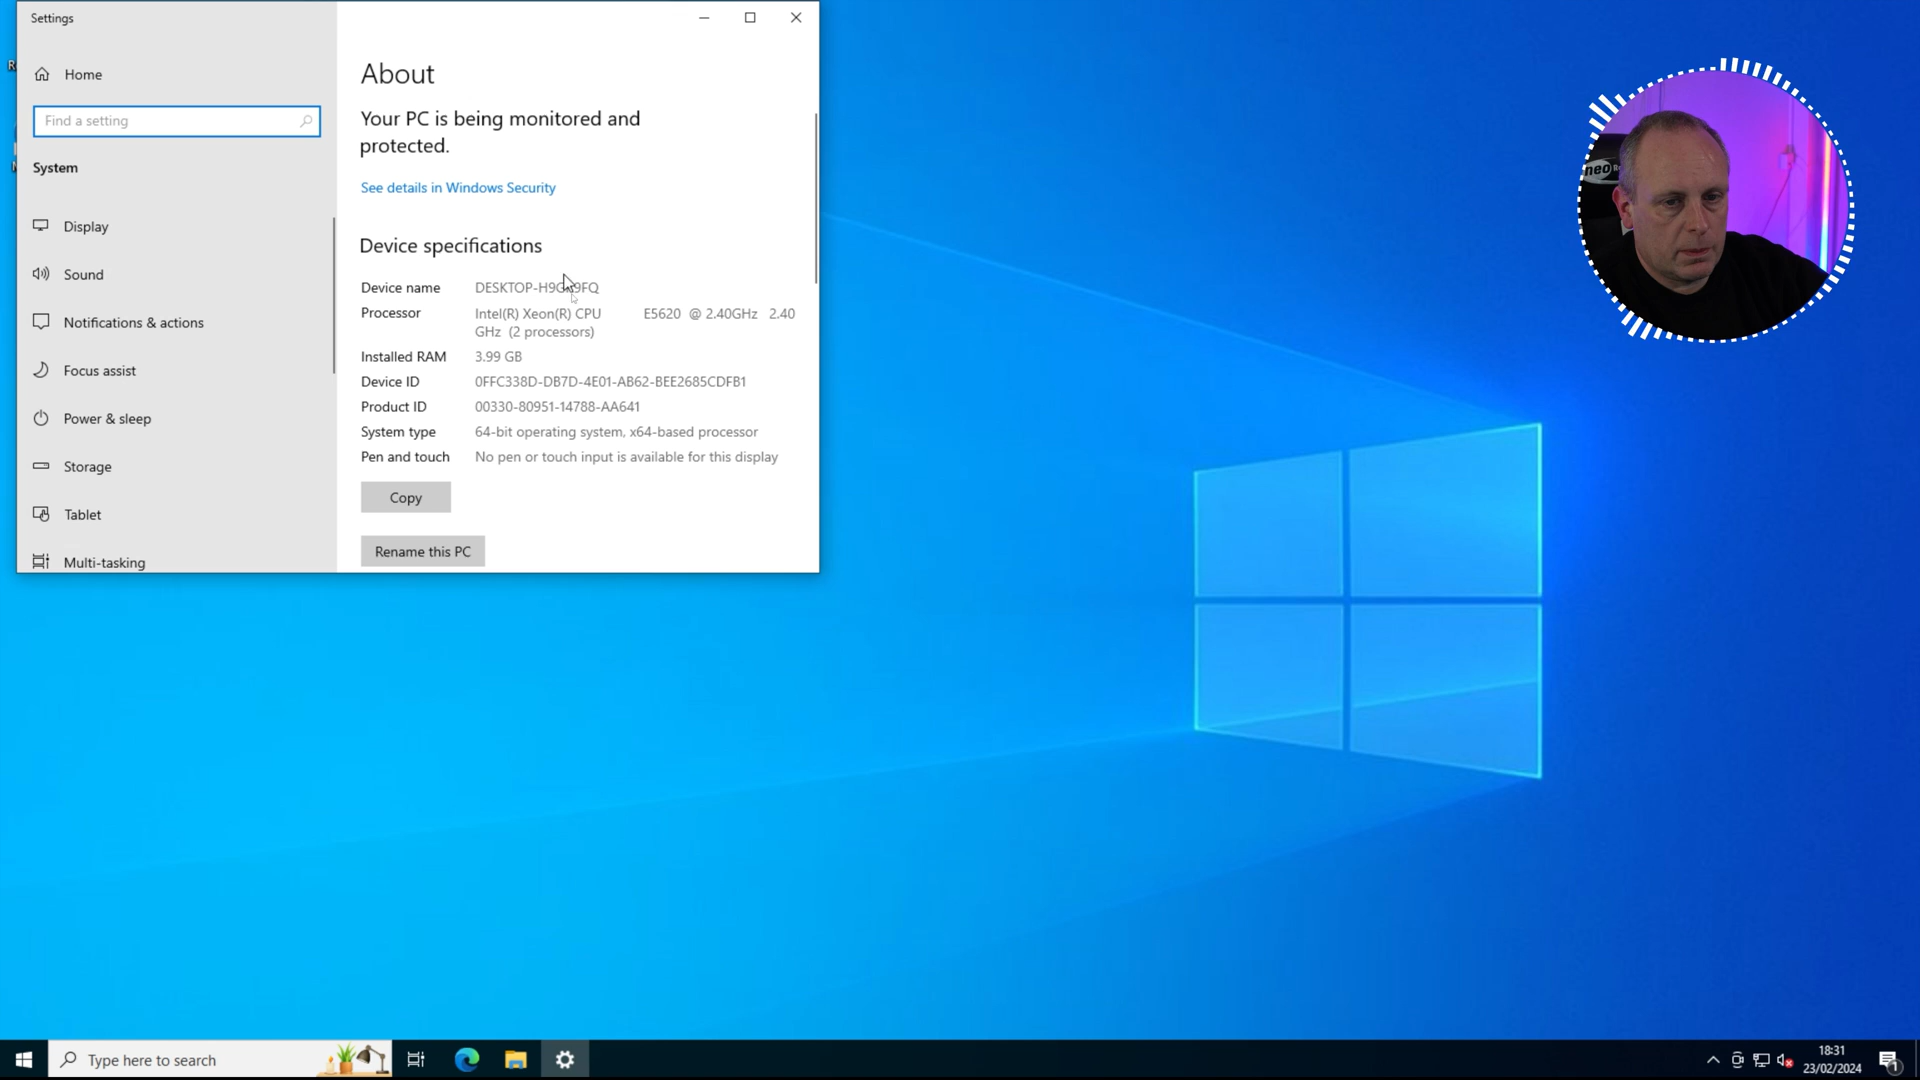 Settings
Home
Find a setting
System
Display
Sound
Notifications & actions
Focus assist
Power & sleep
Storage
Tablet
Multi-tasking
About
Your PC is being monitored and
protected.
See details in Windows Security
Device specifications
Device name
Processor Intel(R) Xeon(R) CPU E5620 @ 2.40GHz 2.40
GHz (2 processors)
Installed RAM 3.99 GB
Device ID 0FFC338D-DB7D-4E01-AB62-BEE2685CDFB1
Product ID 00330-80951-14788-AA641
System type 64-bit operating system, x64-based processor
Pen and touch No pen or touch input is available for this display
Copy
Rename this PC
neo
Type here to search
18:31
23/02/2024
1